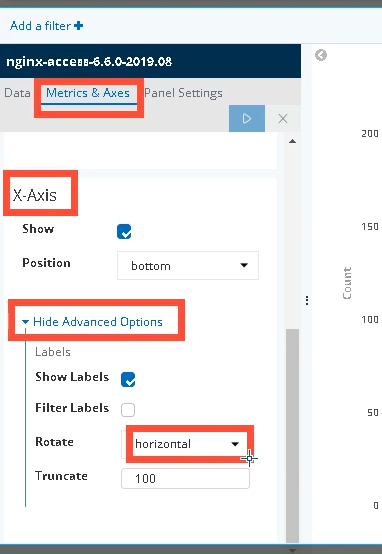 Add a filter +
nginx-access-6.6.0-2019.08
Data Metrics & Axes Panel Settings
X-Axis
Show
Position bottom
Hide Advanced Options
Labels
Show Labels
Filter Labels
Rotate horizontal
Truncate 100
200
150
100
50
0
Count